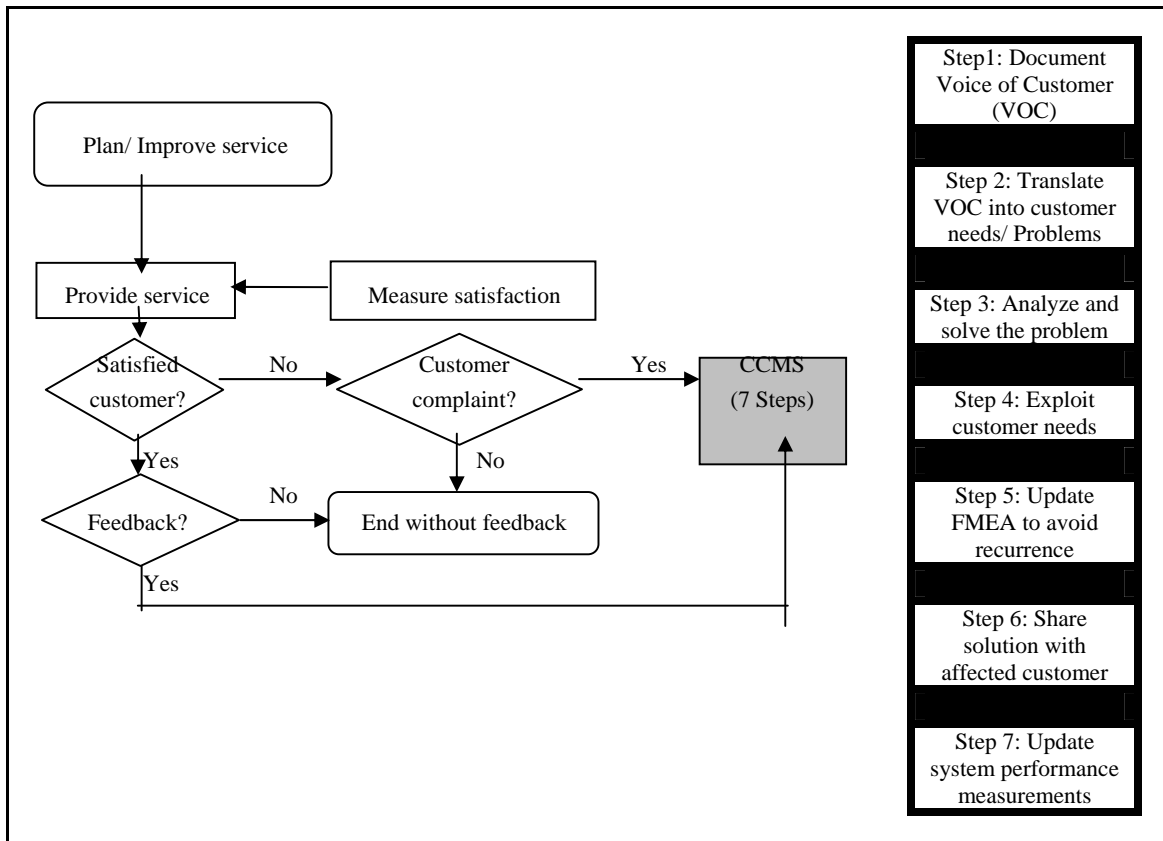 Plan/ Improve service
Provide service
Measure satisfaction
Satisfied
customer?
No
Customer
complaint?
Yes
CCMS
(7 Steps)
Yes
No
Feedback?
No
End without feedback
Yes
Step1: Document
Voice of Customer
(VOC)
Step 2: Translate
VOC into customer
needs/ Problems
Step 3: Analyze and
solve the problem
Step 4: Exploit
customer needs
Step 5: Update
FMEA to avoid
recurrence
Step 6: Share
solution with
affected customer
Step 7: Update
system performance
measurements